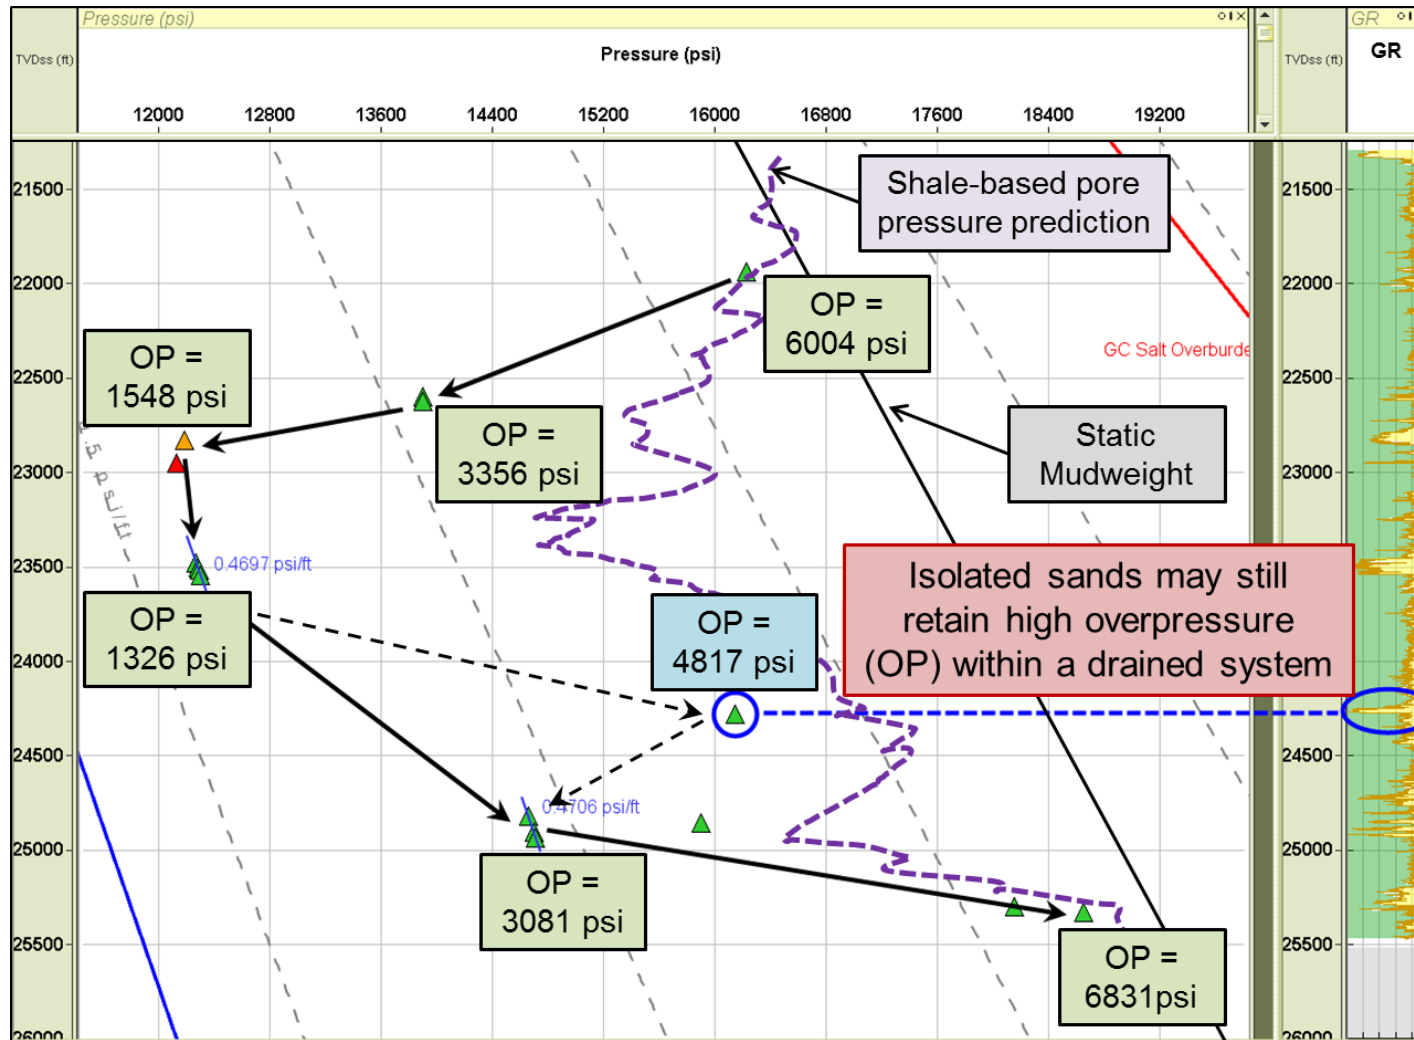 Pressure (psi)
GR
TVDss (ft)
Pressure (psi)
TVDss (ft)
GR
12000 12800 13600 14400 15200 16000 16800 17600 18400 19200
21500
21500
Shale-based pore
pressure prediction
22000
22000
OP =
6004 psi
GC Salt Overburde
OP =
1548 psi
22500
22500
OP =
3356 psi
Static
Mudweight
23000
23000
.5 psi/ft
23500
0.4697 psi/ft
23500
Isolated sands may still
retain high overpressure
(OP) within a drained system
OP =
1326 psi
OP =
4817 psi
24000
24000
24500
24500
0.4706 psi/ft
25000
25000
OP =
3081 psi
25500
25500
OP =
6831psi
26000
26000